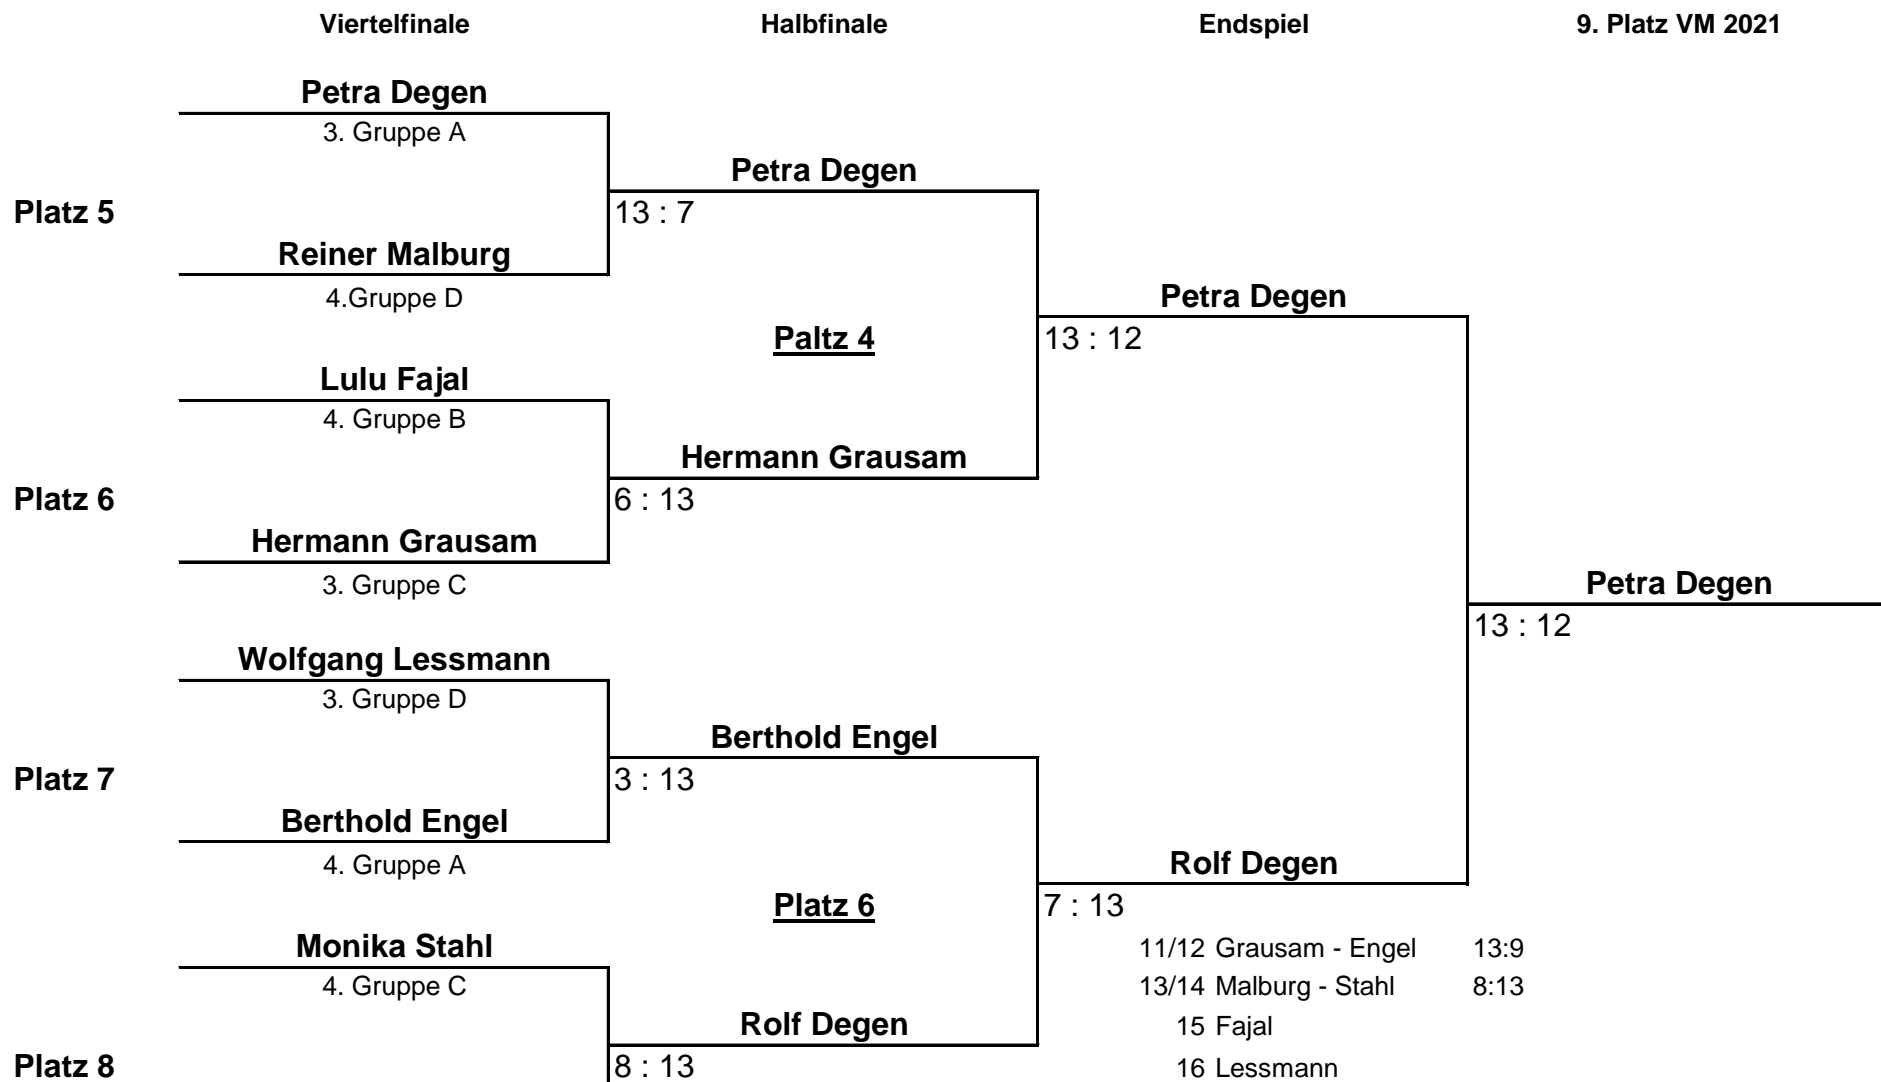 Viertelfinale Halbfinale Endspiel 9. Platz VM 2021
Petra Degen
3. Gruppe A
Petra Degen
Platz 5 13 : 7
Reiner Malburg
4.Gruppe D Petra Degen
Paltz 4 13 : 12
Lulu Fajal
4. Gruppe B
Hermann Grausam
Platz 6 6 : 13
Hermann Grausam
3. Gruppe C Petra Degen
13 : 12
Wolfgang Lessmann
3. Gruppe D
Berthold Engel
Platz 7 3 : 13
Berthold Engel
4. Gruppe A Rolf Degen
Platz 6 7 : 13
Monika Stahl 11/12 Grausam - Engel 13:9
4. Gruppe C 13/14 Malburg - Stahl 8:13
Rolf Degen 15 Fajal
Platz 8 8 : 13 16 Lessmann